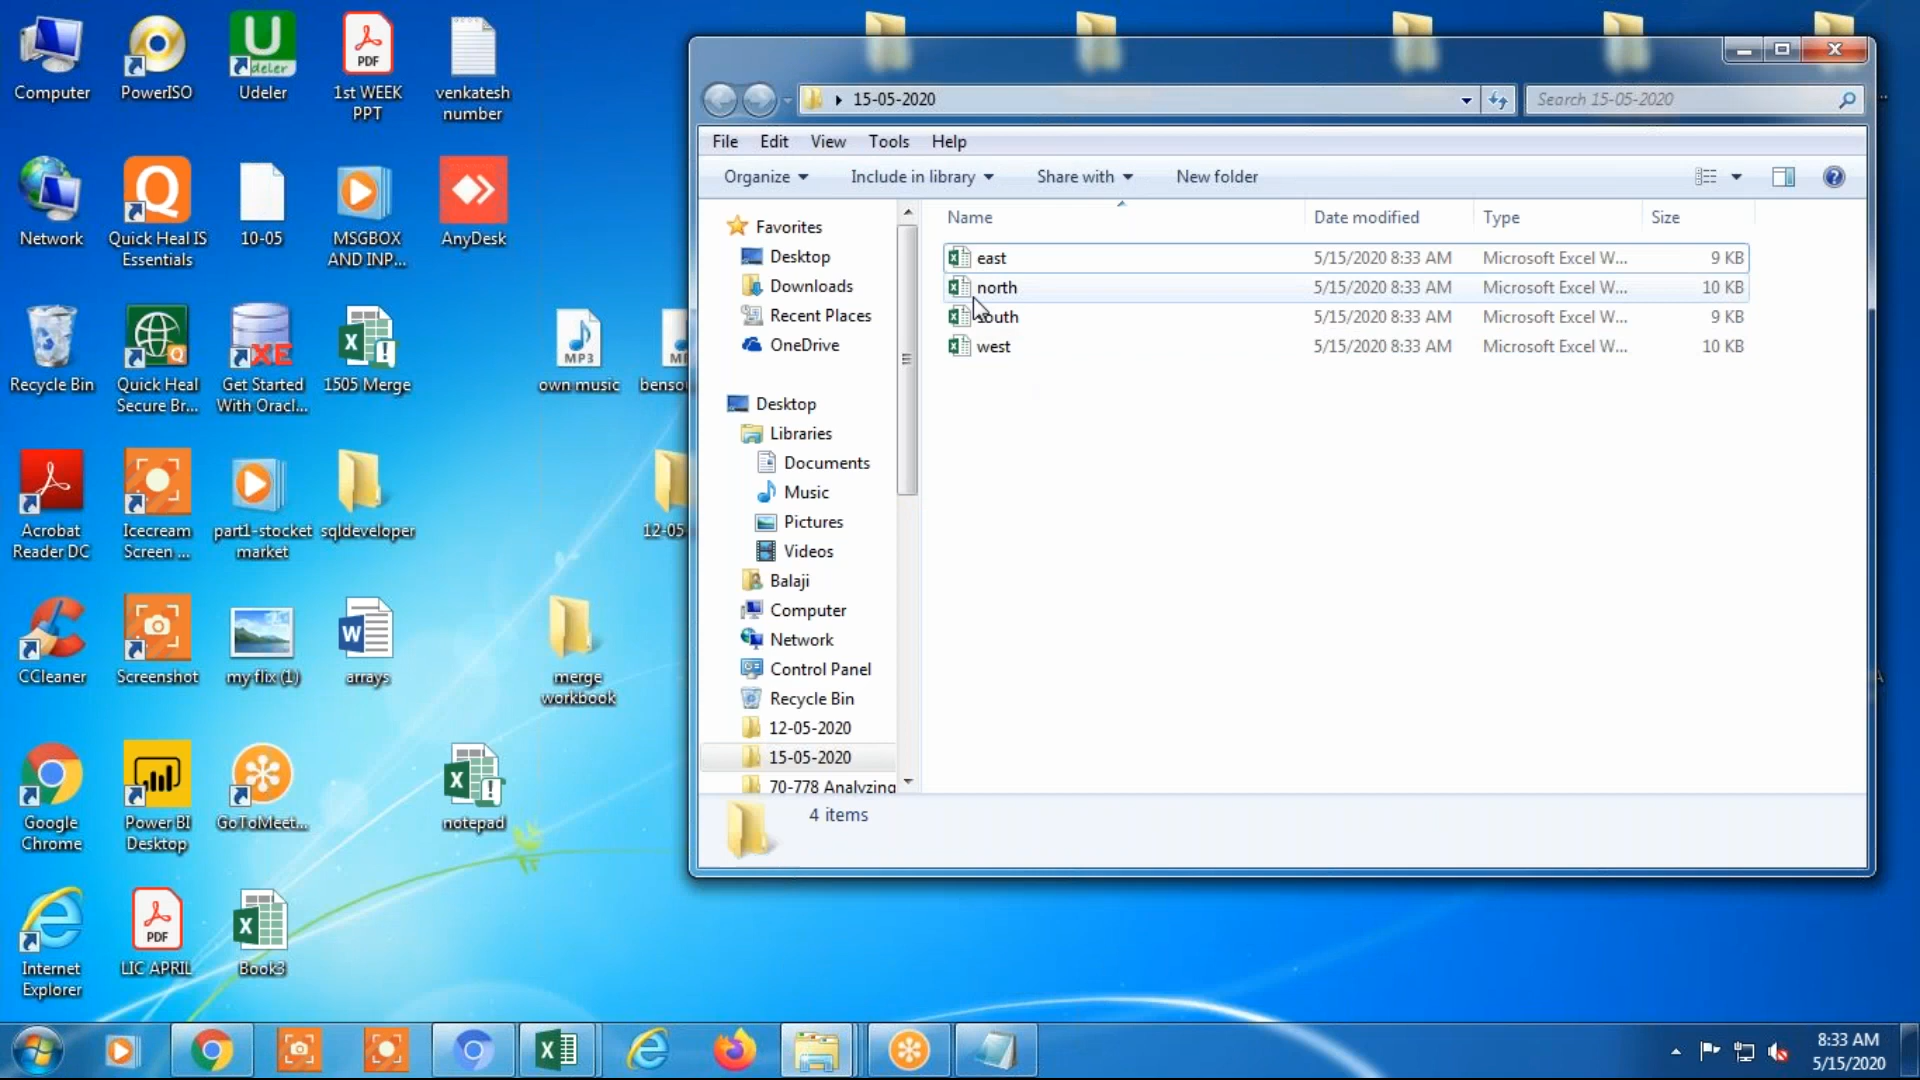 Computer
PowerISO
Udeler
1st WEEK
PPT
venkatesh
number
Network
Quick Heal IS
Essentials
10-05
MSGBOX
AND INP...
AnyDesk
Recycle Bin
Quick Heal
Secure Br...
Get Started
With Oracl...
1505 Merge
own music
Acrobat
Reader DC
Icecream
Screen ...
part1-stocket
market
sqldeveloper
12-05
CCleaner
Screenshot
my flix (1)
arrays
merge
workbook
Google
Chrome
Power BI
Desktop
GoToMeet...
notepad
Internet
Explorer
LIC APRIL
Book3
15-05-2020
Search 15-05-2020
File Edit View Tools Help
Organize Include in library Share with New folder
Name Date modified Type Size
east 5/15/2020 8:33 AM Microsoft Excel W... 9 KB
north 5/15/2020 8:33 AM Microsoft Excel W... 10 KB
south 5/15/2020 8:33 AM Microsoft Excel W... 9 KB
west 5/15/2020 8:33 AM Microsoft Excel W... 10 KB
Favorites
Desktop
Downloads
Recent Places
OneDrive
Desktop
Libraries
Documents
Music
Pictures
Videos
Balaji
Computer
Network
Control Panel
Recycle Bin
12-05-2020
15-05-2020
70-778 Analyzing
4 items
8:33 AM
5/15/2020